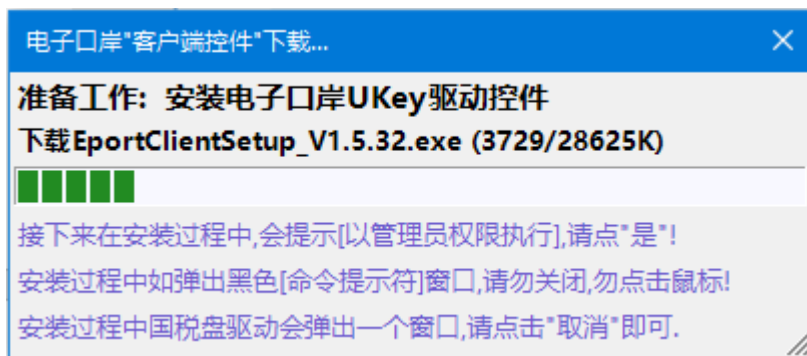 电子口岸"客户端控件"下载...
准备工作: 安装电子口岸UKey驱动控件
下载EportClientSetup_V1.5.32.exe (3729/28625K)
接下来在安装过程中,会提示[以管理员权限执行],请点"是"!
安装过程中如弹出黑色[命令提示符]窗口,请勿关闭,勿点击鼠标!
安装过程中国税盘驱动会弹出一个窗口,请点击"取消"即可.